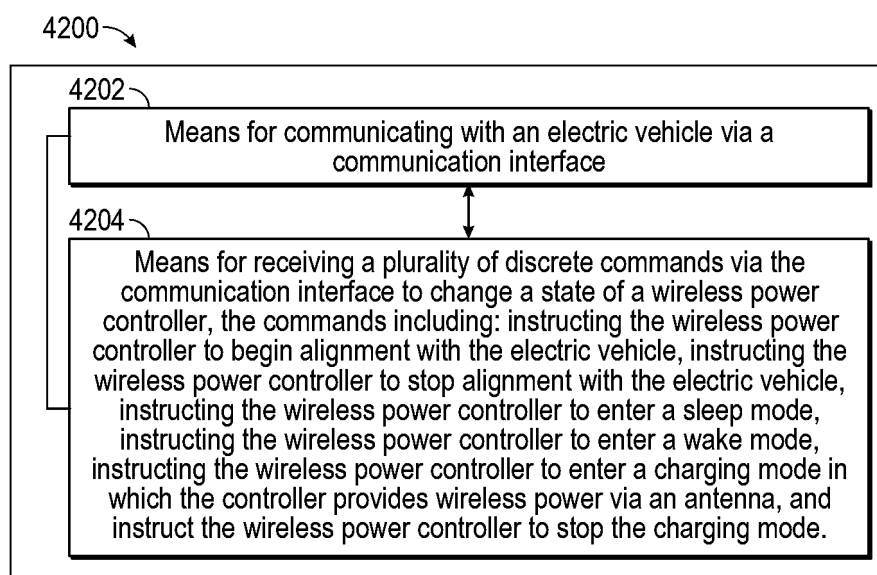 4200
4202
Means for communicating with an electric vehicle via a
communication interface
4204
Means for receiving a plurality of discrete commands via the
communication interface to change a state of a wireless power
controller, the commands including: instructing the wireless power
controller to begin alignment with the electric vehicle, instructing the
wireless power controller to stop alignment with the electric vehicle,
instructing the wireless power controller to enter a sleep mode,
instructing the wireless power controller to enter a wake mode,
instructing the wireless power controller to enter a charging mode in
which the controller provides wireless power via an antenna, and
instruct the wireless power controller to stop the charging mode.